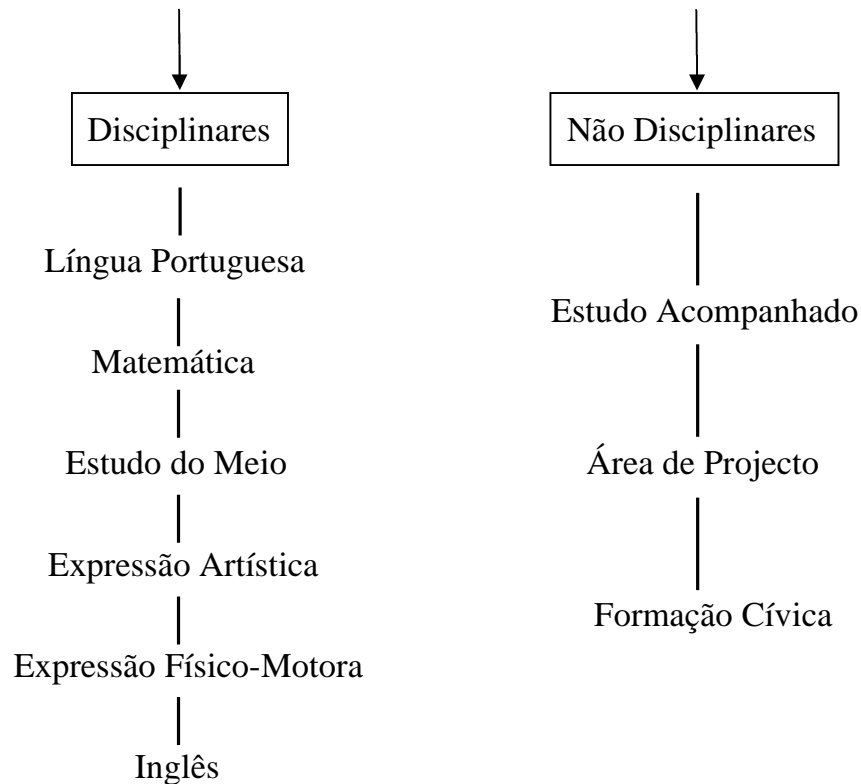 Disciplinares
Língua Portuguesa
Matemática
Estudo do Meio
Expressão Artística
Expressão Físico-Motora
Inglês
Não Disciplinares
Estudo Acompanhado
Área de Projecto
Formação Cívica